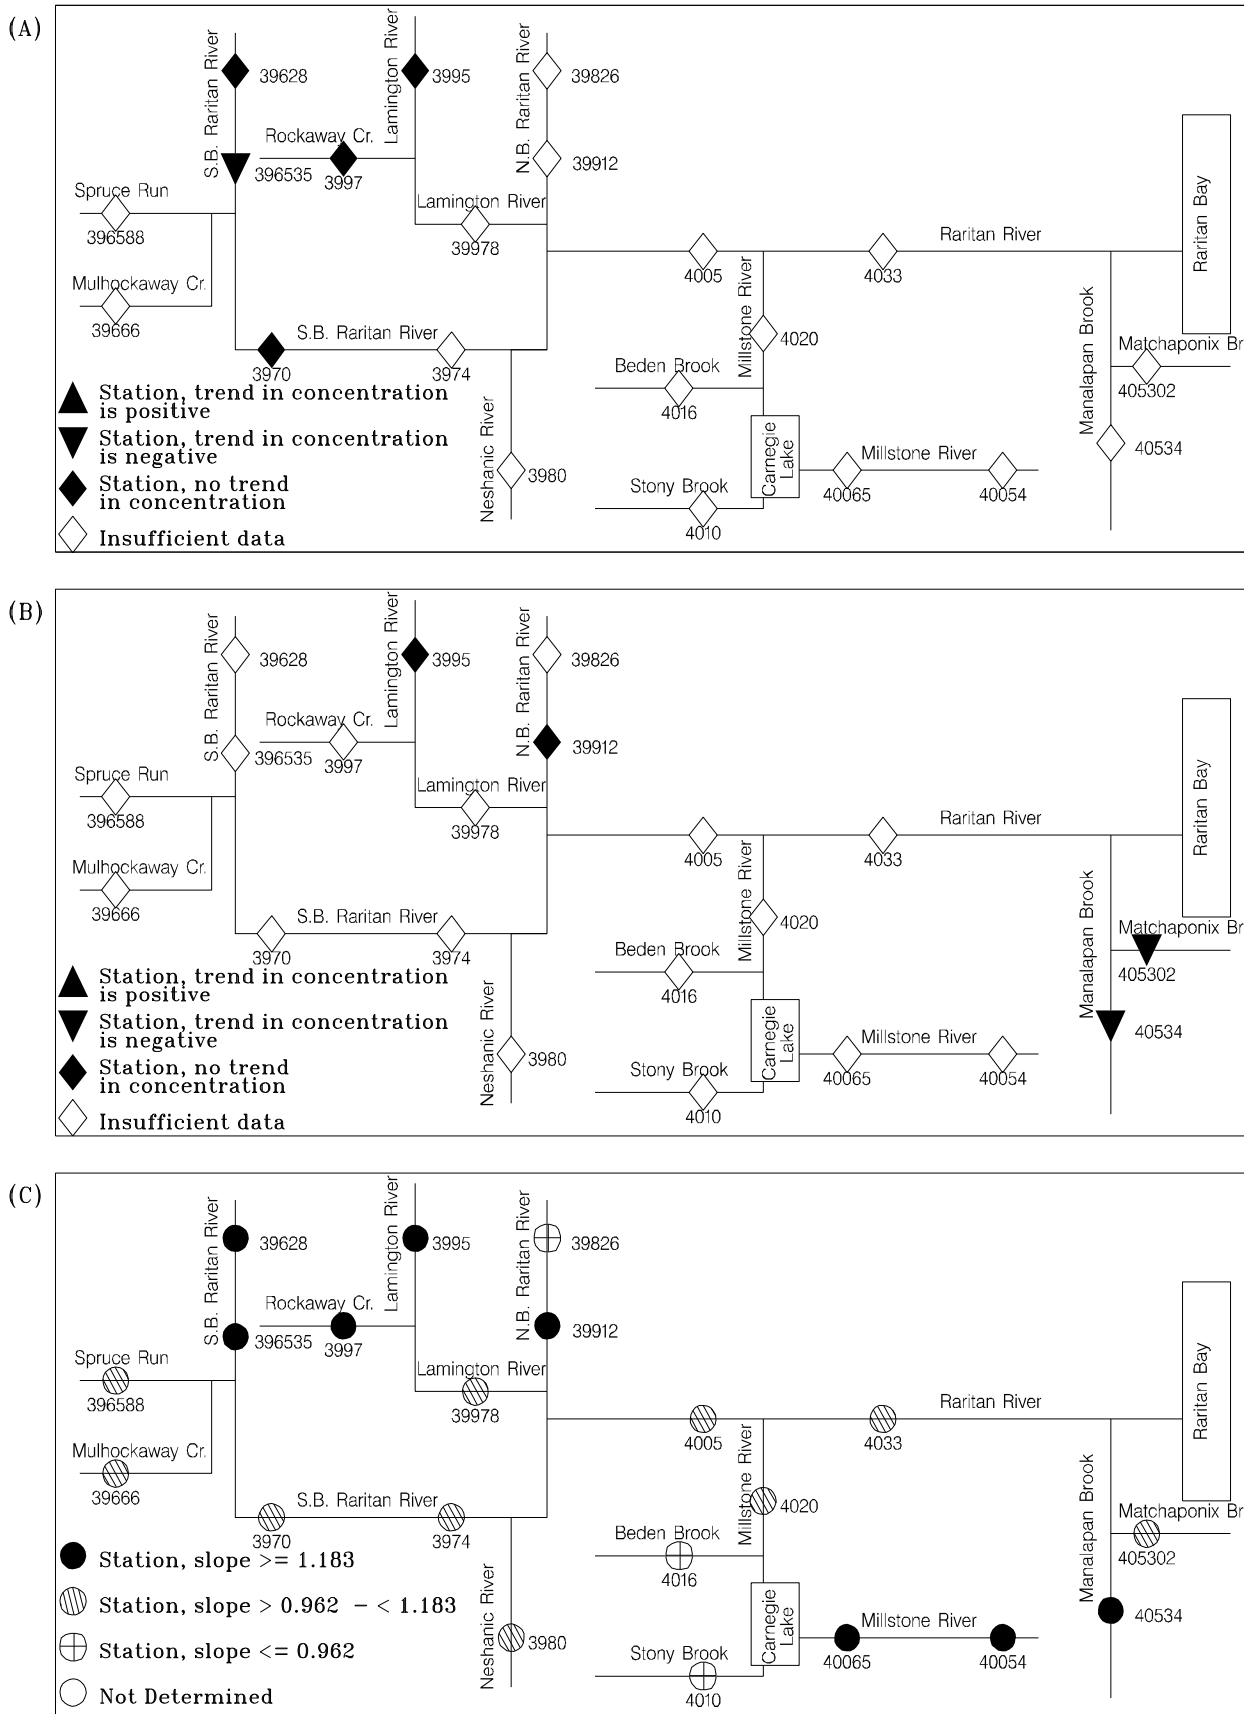 (A)
S.B. Raritan River
39628
Lamington River
3995
N.B. Raritan River
39826
Rockaway Cr.
396535
3997
39912
Spruce Run
396588
Lamington River
39978
Mulhockaway Cr.
39666
S.B. Raritan River
3970
3974
Neshanic River
3980
4005
4033
Raritan River
Raritan Bay
Millstone River
4020
Beden Brook
4016
Carnegie
Lake
Stony Brook
4010
Millstone River
40065
40054
Manalapan Brook
Matchaponix Br
405302
40534
Station, trend in concentration
is positive
Station, trend in concentration
is negative
Station, no trend
in concentration
Insufficient data
(B)
S.B. Raritan River
39628
Lamington River
3995
N.B. Raritan River
39826
Rockaway Cr.
396535
3997
39912
Spruce Run
396588
Lamington River
39978
Mulhockaway Cr.
39666
S.B. Raritan River
3970
3974
Neshanic River
3980
4005
4033
Raritan River
Raritan Bay
Millstone River
4020
Beden Brook
4016
Carnegie
Lake
Stony Brook
4010
Millstone River
40065
40054
Manalapan Brook
Matchaponix Br
405302
40534
Station, trend in concentration
is positive
Station, trend in concentration
is negative
Station, no trend
in concentration
Insufficient data
(C)
S.B. Raritan River
39628
Lamington River
3995
N.B. Raritan River
39826
Rockaway Cr.
396535
3997
39912
Spruce Run
396588
Lamington River
39978
Mulhockaway Cr.
39666
S.B. Raritan River
3970
3974
Neshanic River
3980
4005
4033
Raritan River
Raritan Bay
Millstone River
4020
Beden Brook
4016
Carnegie
Lake
Stony Brook
4010
Millstone River
40065
40054
Manalapan Brook
Matchaponix Br
405302
40534
Station, slope >= 1.183
Station, slope > 0.962 - < 1.183
Station, slope <= 0.962
Not Determined